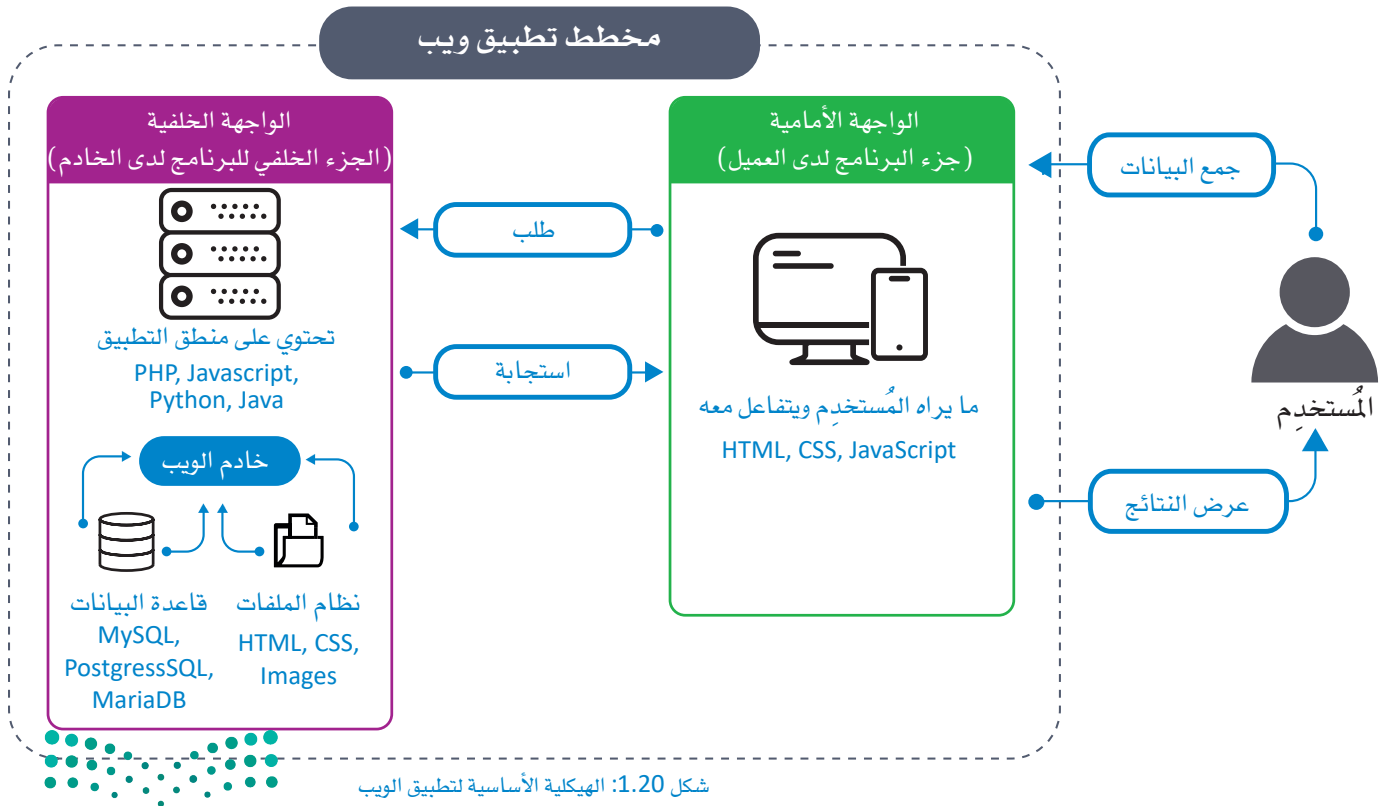 مخطط تطبيق ويب
الواجهة الأمامية
(جزء البرنامج لدى العميل)
ما يراه المُستخدِم ويتفاعل معه
HTML, CSS, JavaScript
الواجهة الخلفية
(الجزء الخلفي للبرنامج لدى الخادم)
تحتوي على منطق التطبيق
PHP, Javascript,
Python, Java
خادم الويب
نظام الملفات
HTML, CSS,
Images
قاعدة البيانات
MySQL,
PostgressSQL,
MariaDB
طلب
استجابة
جمع البيانات
المُستخدِم
عرض النتائج
شكل 1.20: الهيكلية الأساسية لتطبيق الويب